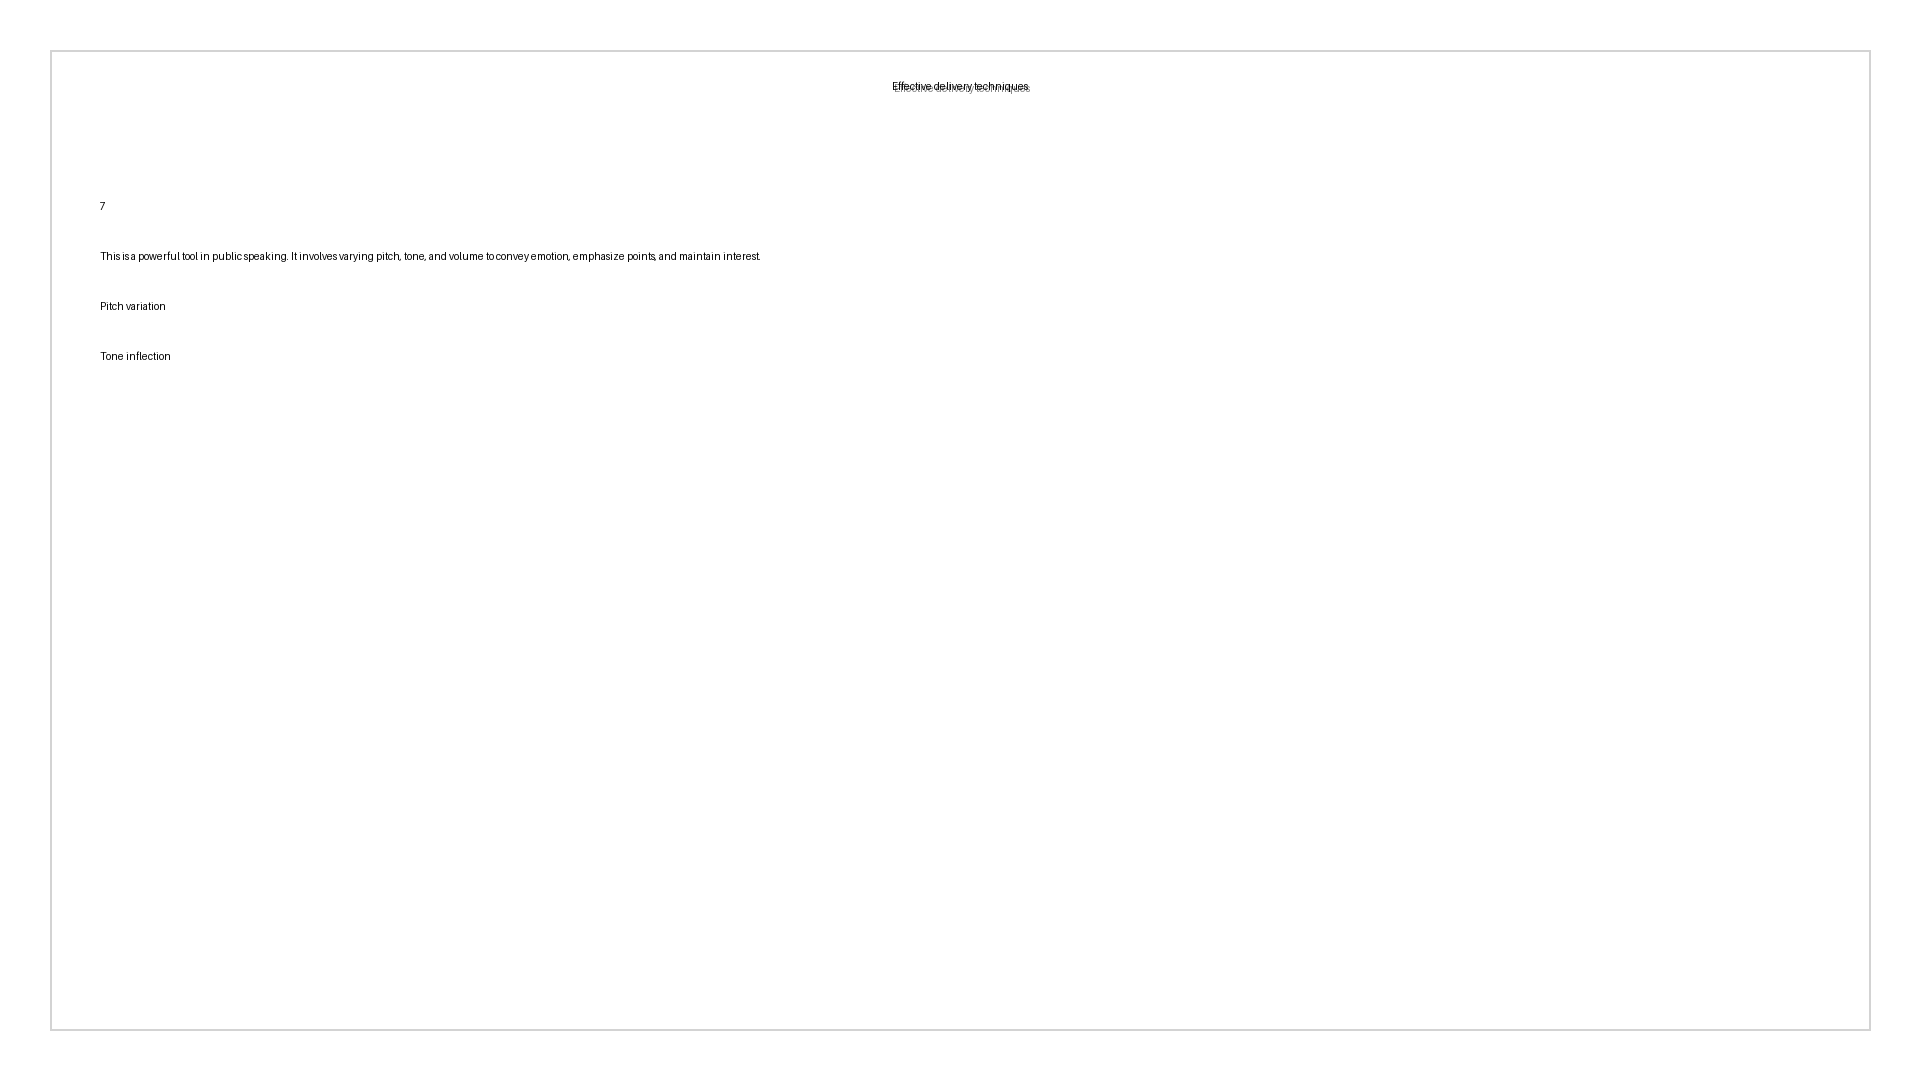 Effective delivery techniques
7
This is a powerful tool in public speaking. It involves varying pitch, tone, and volume to convey emotion, emphasize points, and maintain interest.
Pitch variation
Tone inflection